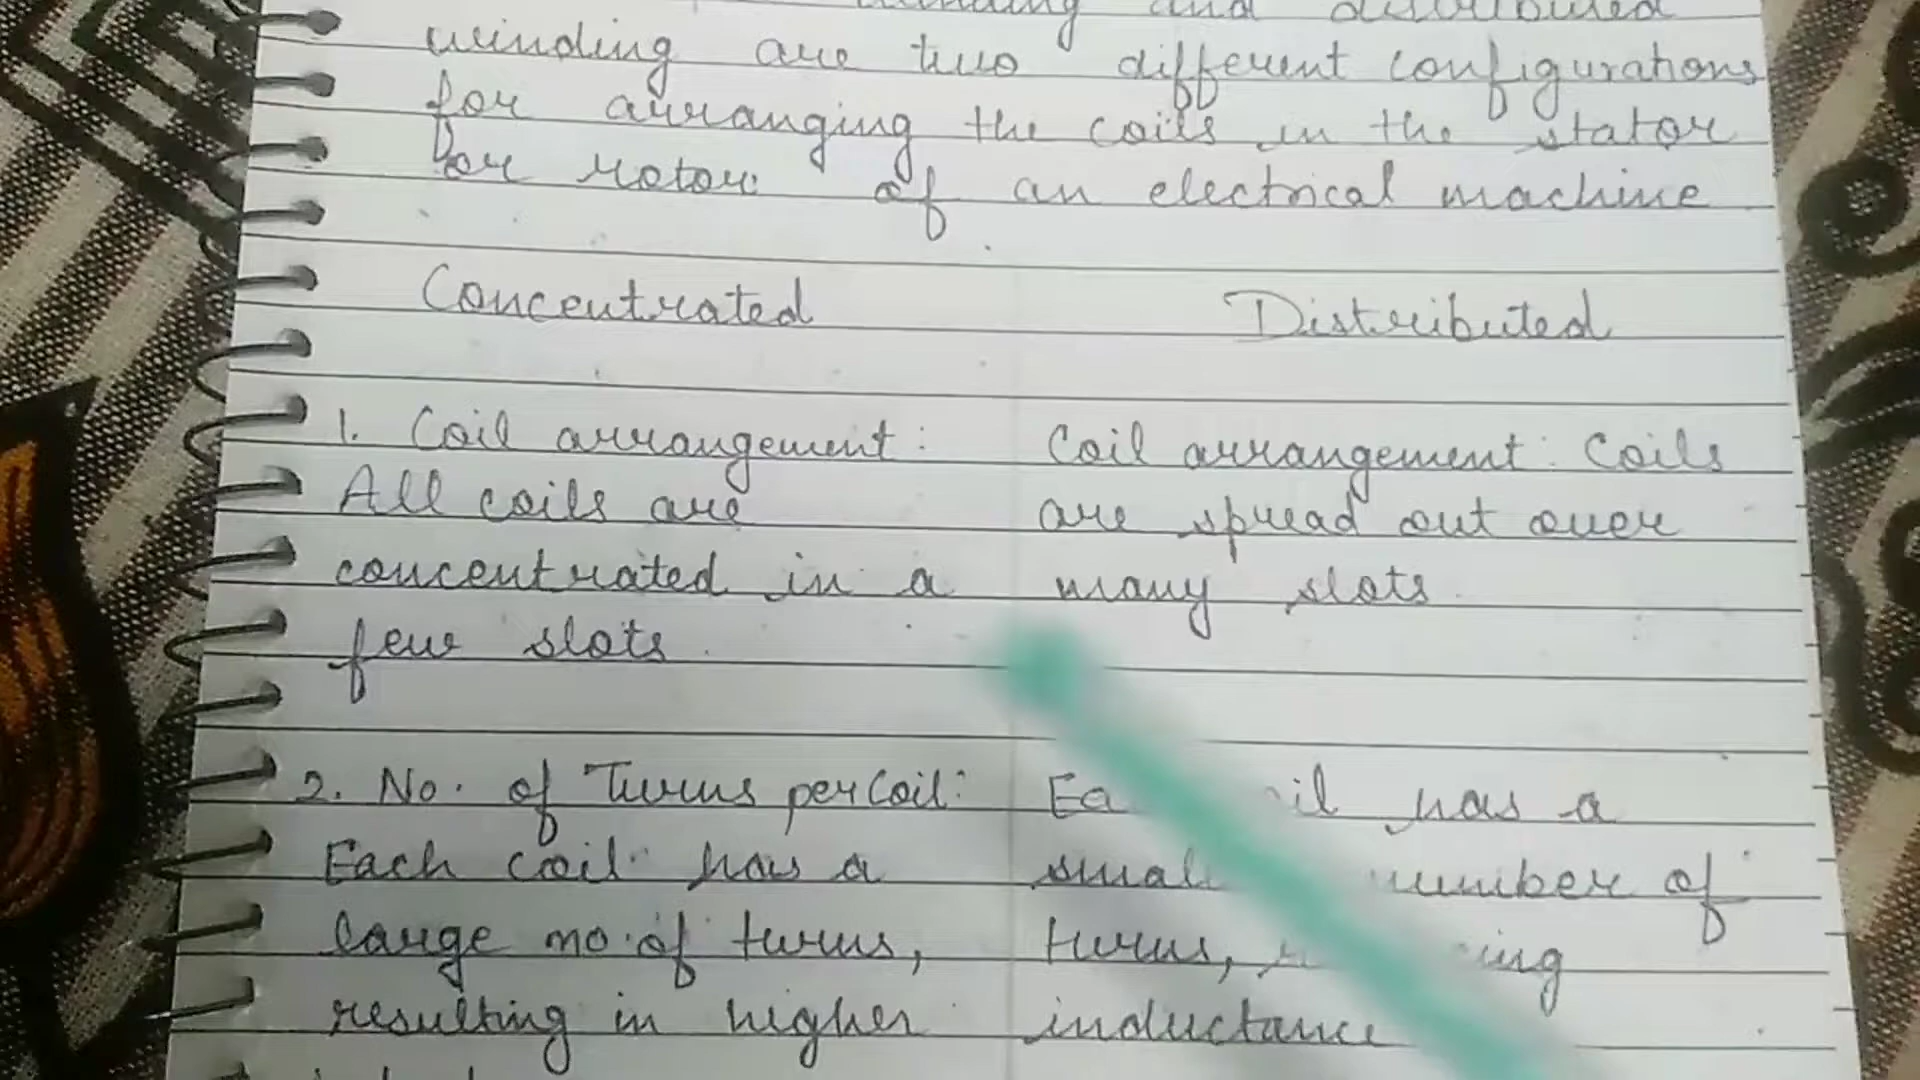 winding are two different configurations
for arranging the coils in the stator
or rotor of an electrical machine
Concentrated
Distributed
1. Coil arrangement:
All coils are
concentrated in a
few slots.
Coil arrangement: Coils
are spread out over
many slots.
2. No. of Turns per Coil:
Each coil has a
large no. of turns,
resulting in higher
has a
number of
turns,
inductance